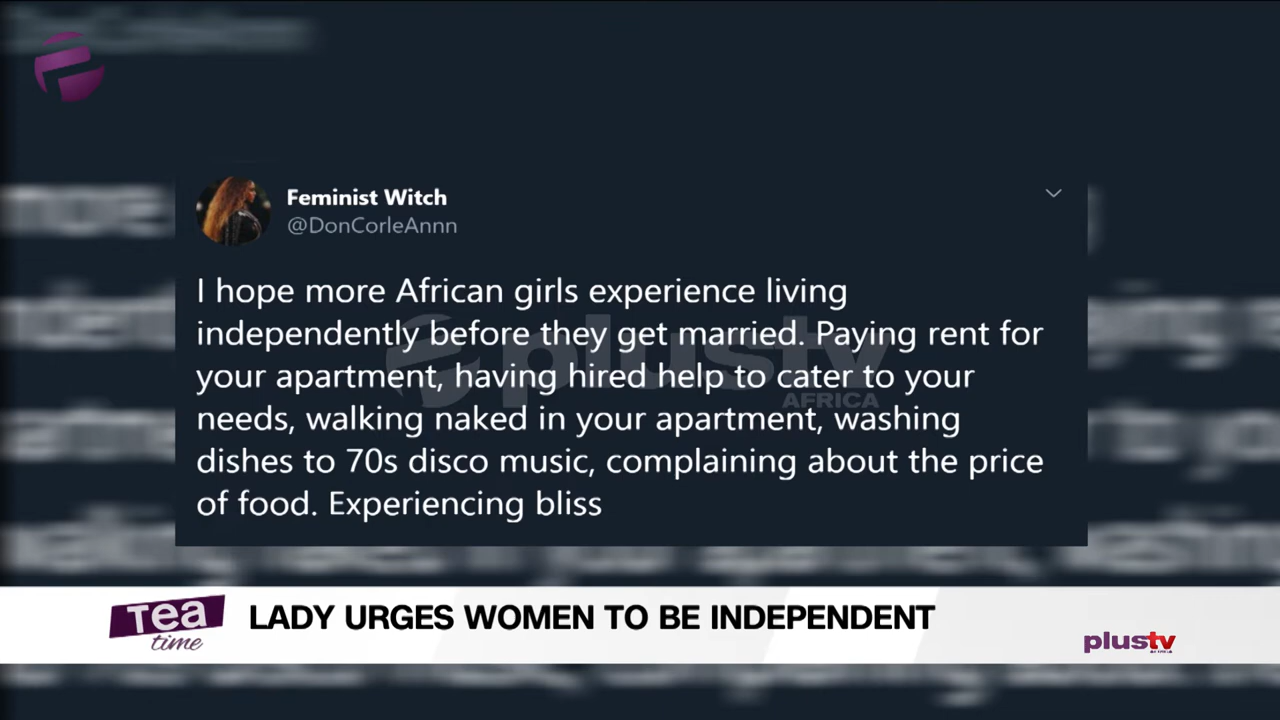 Feminist Witch
@DonCorleAnnn
I hope more African girls experience living
independently before they get married. Paying rent for
your apartment, having hired help to cater to your
needs, walking naked in your apartment, washing
dishes to 70s disco music, complaining about the price
of food. Experiencing bliss
plustv
AFRICA
Tea
time
LADY URGES WOMEN TO BE INDEPENDENT
plustv